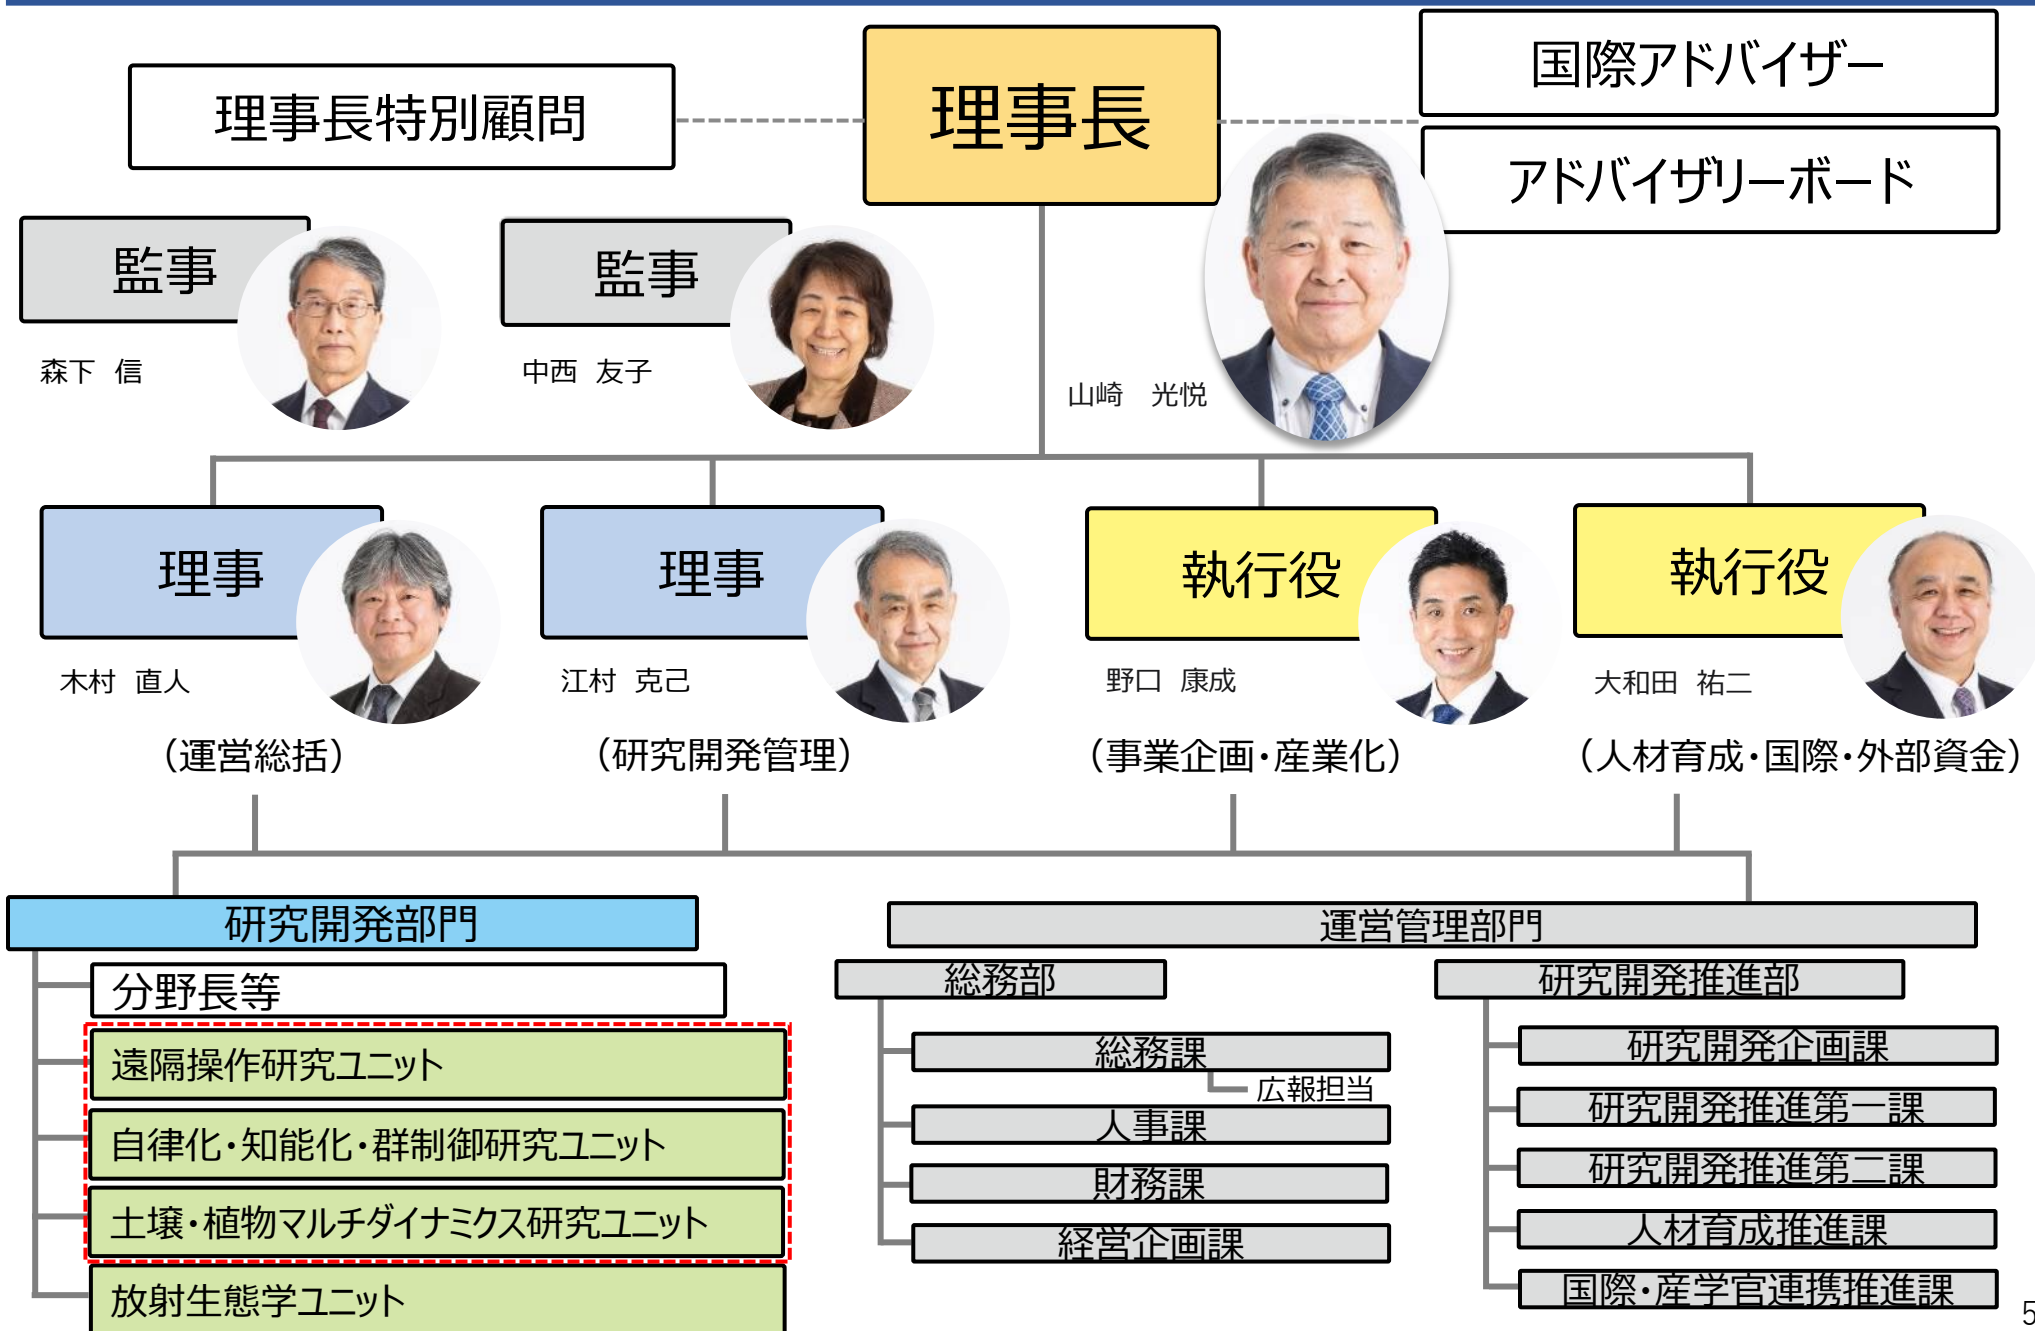 国際アドバイザー
理事長特別顧問
理事長
アドバイザリーボード
監事
監事
森下 信
中西 友子
山崎 光悦
理事
理事
執行役
執行役
木村 直人
江村 克己
野口 康成
大和田 祐二
（運営総括）
（研究開発管理）
（事業企画・産業化）
（人材育成・国際・外部資金）
研究開発部門
分野長等
遠隔操作研究ユニット
自律化・知能化・群制御研究ユニット
土壌・植物マルチダイナミクス研究ユニット
放射生態学ユニット
運営管理部門
総務部
総務課
広報担当
人事課
財務課
経営企画課
研究開発推進部
研究開発企画課
研究開発推進第一課
研究開発推進第二課
人材育成推進課
国際・産学官連携推進課
5